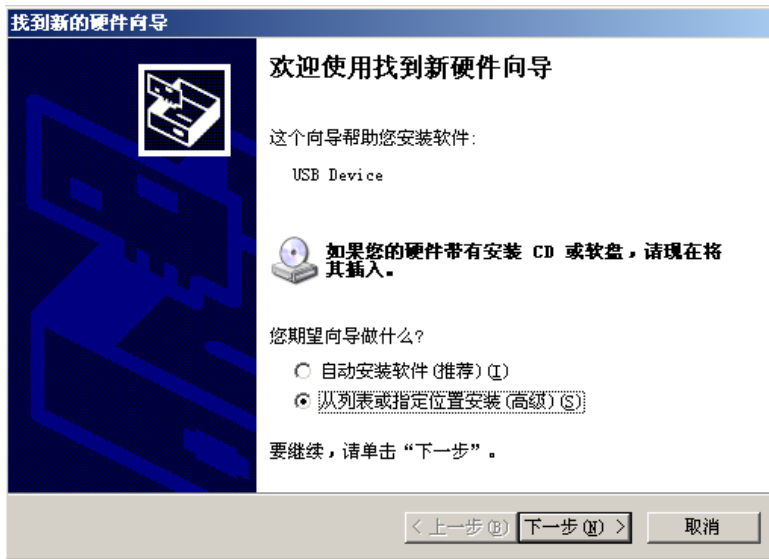 找到新的硬件向导
欢迎使用找到新硬件向导
这个向导帮助您安装软件:
USB Device
如果您的硬件带有安装 CD 或软盘，请现在将
其插入。
您期望向导做什么?
自动安装软件(推荐)(I)
从列表或指定位置安装(高级)(S)
要继续，请单击“下一步”。
< 上一步(B) 下一步(N) > 取消